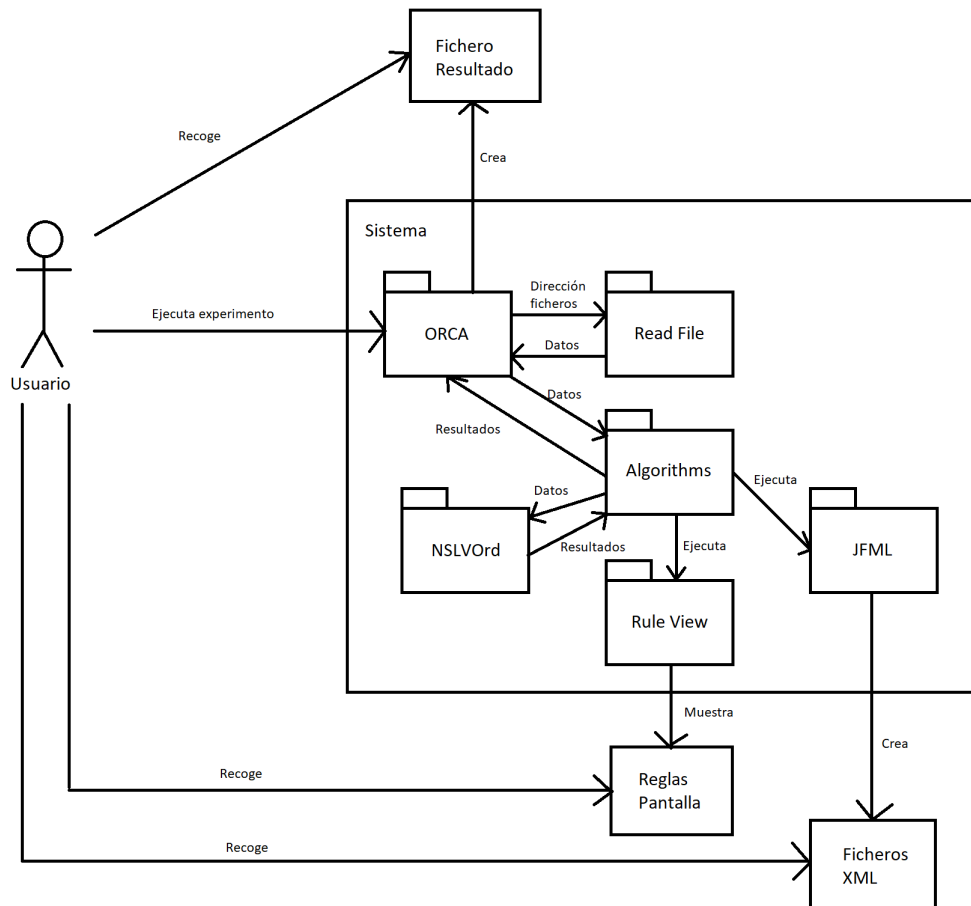 Fichero
Resultado
Recoge
Crea
Sistema
Dirección
ficheros
Ejecuta experimento
ORCA
Read File
Datos
Usuario
Datos
Resultados
Algorithms
Ejecuta
Datos
NSLVOrd
Resultados
Ejecuta
JFML
Rule View
Muestra
Crea
Recoge
Reglas
Pantalla
Recoge
Ficheros
XML